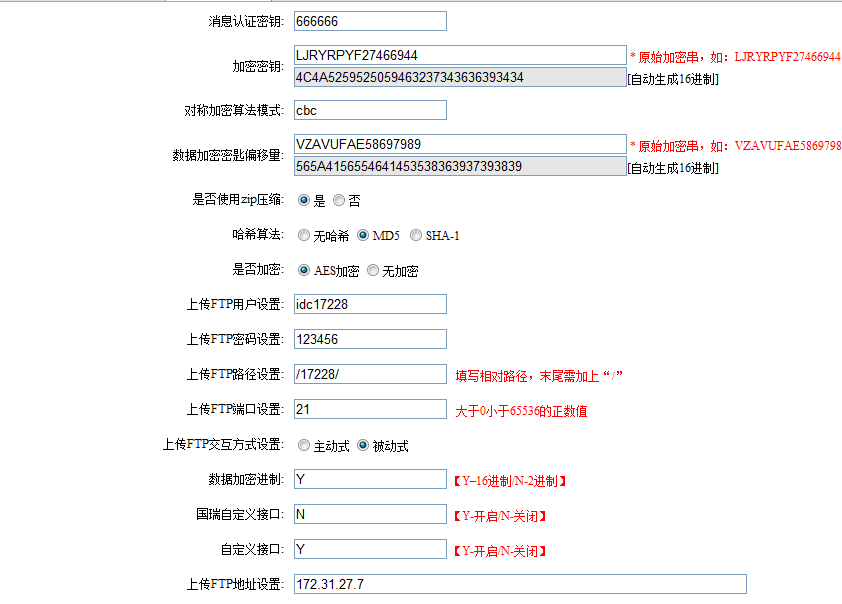 消息认证密钥: 666666
加密密钥: LJRYRPYF27466944 * 原始加密串，如：LJRYRPYF27466944
4C4A5259525059463237343636393434 [自动生成16进制]
对称加密算法模式: cbc
数据加密密匙偏移量: VZAVUFAE58697989 * 原始加密串，如：VZAVUFAE5869798
565A4156554641453538363937393839 [自动生成16进制]
是否使用zip压缩: 是 否
哈希算法: 无哈希 MD5 SHA-1
是否加密: AES加密 无加密
上传FTP用户设置: idc17228
上传FTP密码设置: 123456
上传FTP路径设置: /17228/ 填写相对路径，末尾需加上“/”
上传FTP端口设置: 21 大于0小于65536的正数值
上传FTP交互方式设置: 主动式 被动式
数据加密进制: Y 【Y–16进制/N-2进制】
国瑞自定义接口: N 【Y-开启/N-关闭】
自定义接口: Y 【Y-开启/N-关闭】
上传FTP地址设置: 172.31.27.7